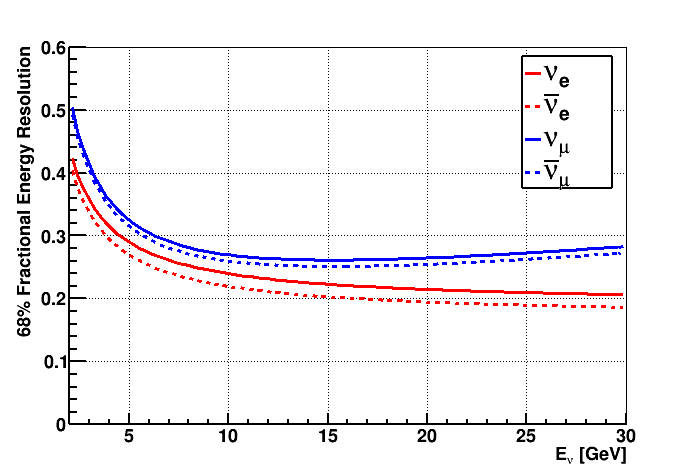 68% Fractional Energy Resolution
0.6
0.5
0.4
0.3
0.2
0.1
0
5
10
15
20
25
30
E_ν [GeV]
ν_e
ν̅_e
ν_μ
ν̅_μ